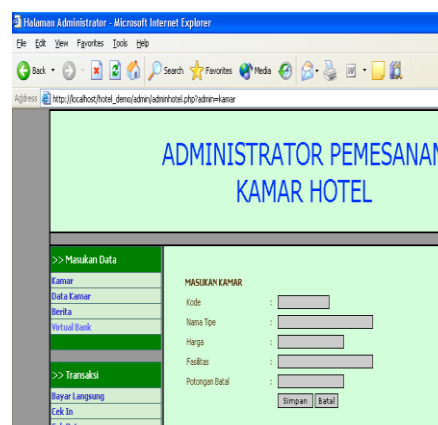 Halaman Administrator - Microsoft Internet Explorer
File Edit View Favorites Tools Help
Back Search Favorites Media
Address http://localhost/hotel_demo/admin/adminhotel.php?admin=kamar
ADMINISTRATOR PEMESANAN
KAMAR HOTEL
>> Masukan Data
Kamar
Data Kamar
Berita
Virtual Bank
>> Transaksi
Bayar Langsung
Cek In
MASUKAN KAMAR
Kode :
Nama Tipe :
Harga :
Fasilitas :
Potongan Batal :
Simpan Batal